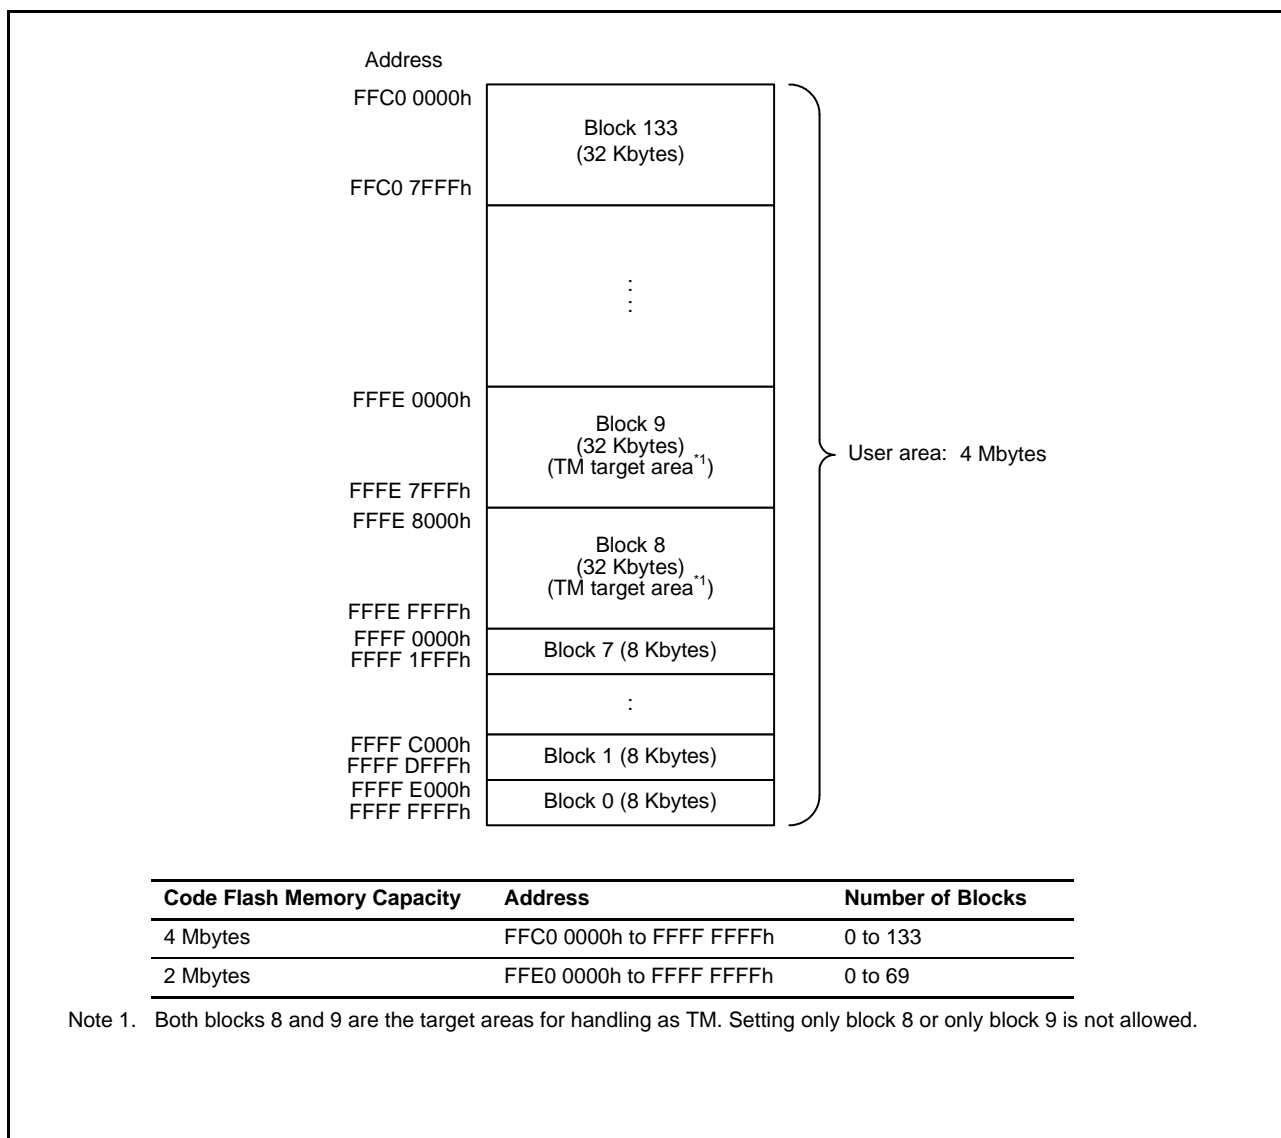 Address
FFC0 0000h
Block 133
(32 Kbytes)
FFC0 7FFFh
:
:
FFFE 0000h
Block 9
(32 Kbytes)
(TM target area*1)
User area: 4 Mbytes
FFFE 7FFFh
FFFE 8000h
Block 8
(32 Kbytes)
(TM target area*1)
FFFE FFFFh
FFFF 0000h
Block 7 (8 Kbytes)
FFFF 1FFFh
:
FFFF C000h
Block 1 (8 Kbytes)
FFFF DFFFh
FFFF E000h
Block 0 (8 Kbytes)
FFFF FFFFh
Code Flash Memory Capacity Address Number of Blocks
4 Mbytes FFC0 0000h to FFFF FFFFh 0 to 133
2 Mbytes FFE0 0000h to FFFF FFFFh 0 to 69
Note 1. Both blocks 8 and 9 are the target areas for handling as TM. Setting only block 8 or only block 9 is not allowed.